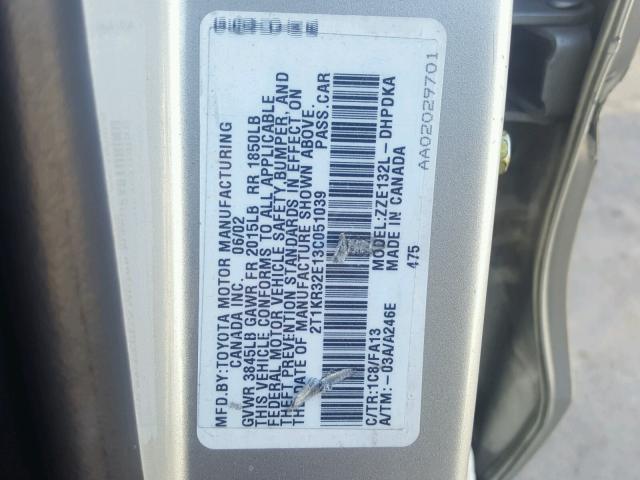 MFD.BY:TOYOTA MOTOR MANUFACTURING
CANADA INC. 06/02
GVWR 3845LB GAWR FR 2015LB RR 1850LB
THIS VEHICLE CONFORMS TO ALL APPLICABLE
FEDERAL MOTOR VEHICLE SAFETY, BUMPER, AND
THEFT PREVENTION STANDARDS IN EFFECT ON
THE DATE OF MANUFACTURE SHOWN ABOVE.
2T1KR32E13C051039 PASS.CAR
C/TR:1C8/FA13 MODEL:ZZE132L-DHPDKA
A/TM:-03A/A246E MADE IN CANADA
475
AA02029701